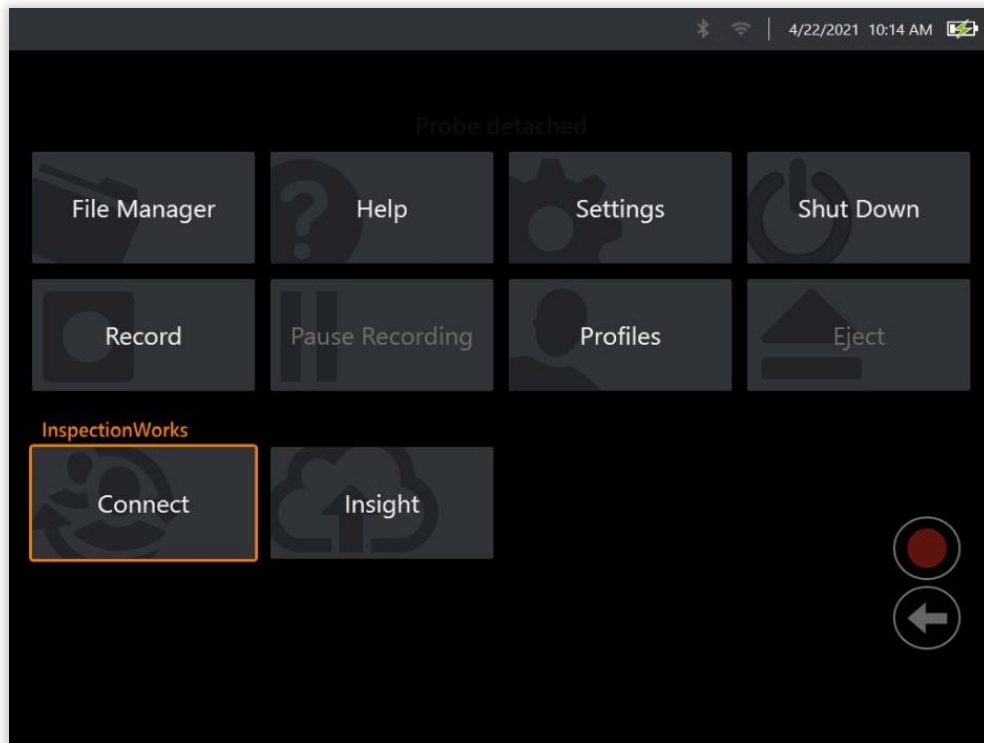 4/22/2021 10:14 AM
Probe detached
File Manager
Help
Settings
Shut Down
Record
Pause Recording
Profiles
Eject
InspectionWorks
Connect
Insight